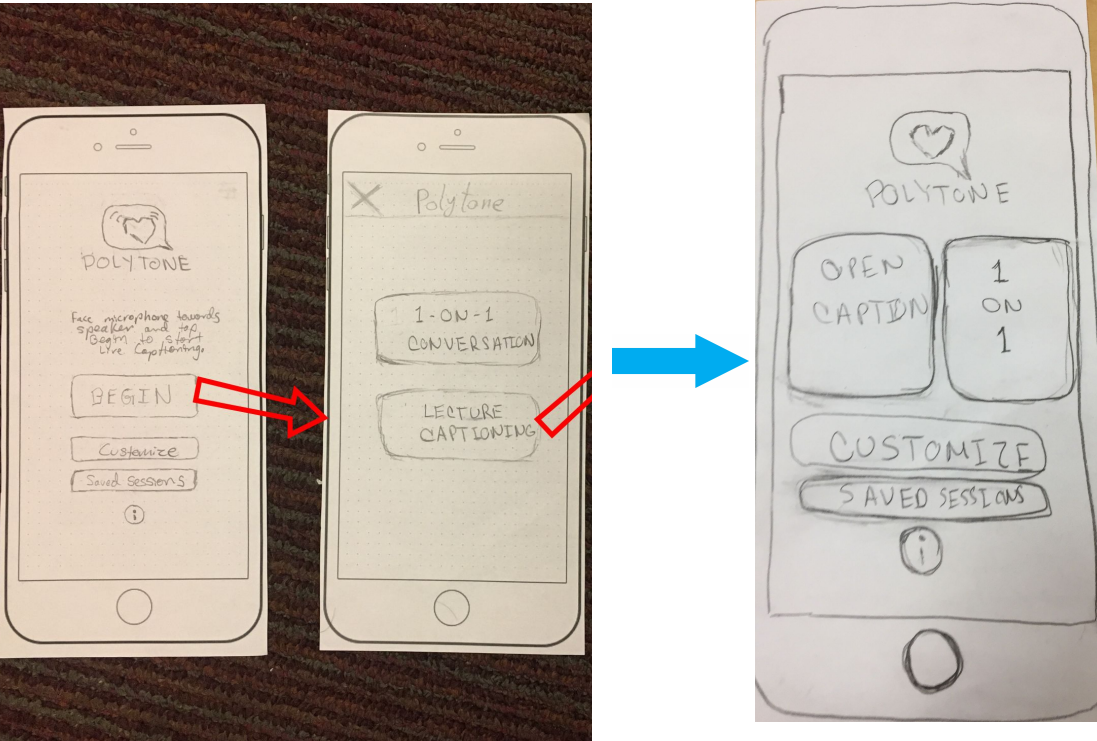 POLYTONE
Face microphone towards
speaker and tap
Begin to start
Live Captioning.
BEGIN
Customize
Saved Sessions
i
Polytone
1-ON-1
CONVERSATION
LECTURE
CAPTIONING
POLYTONE
OPEN
CAPTION
1
ON
1
CUSTOMIZE
SAVED SESSIONS
i